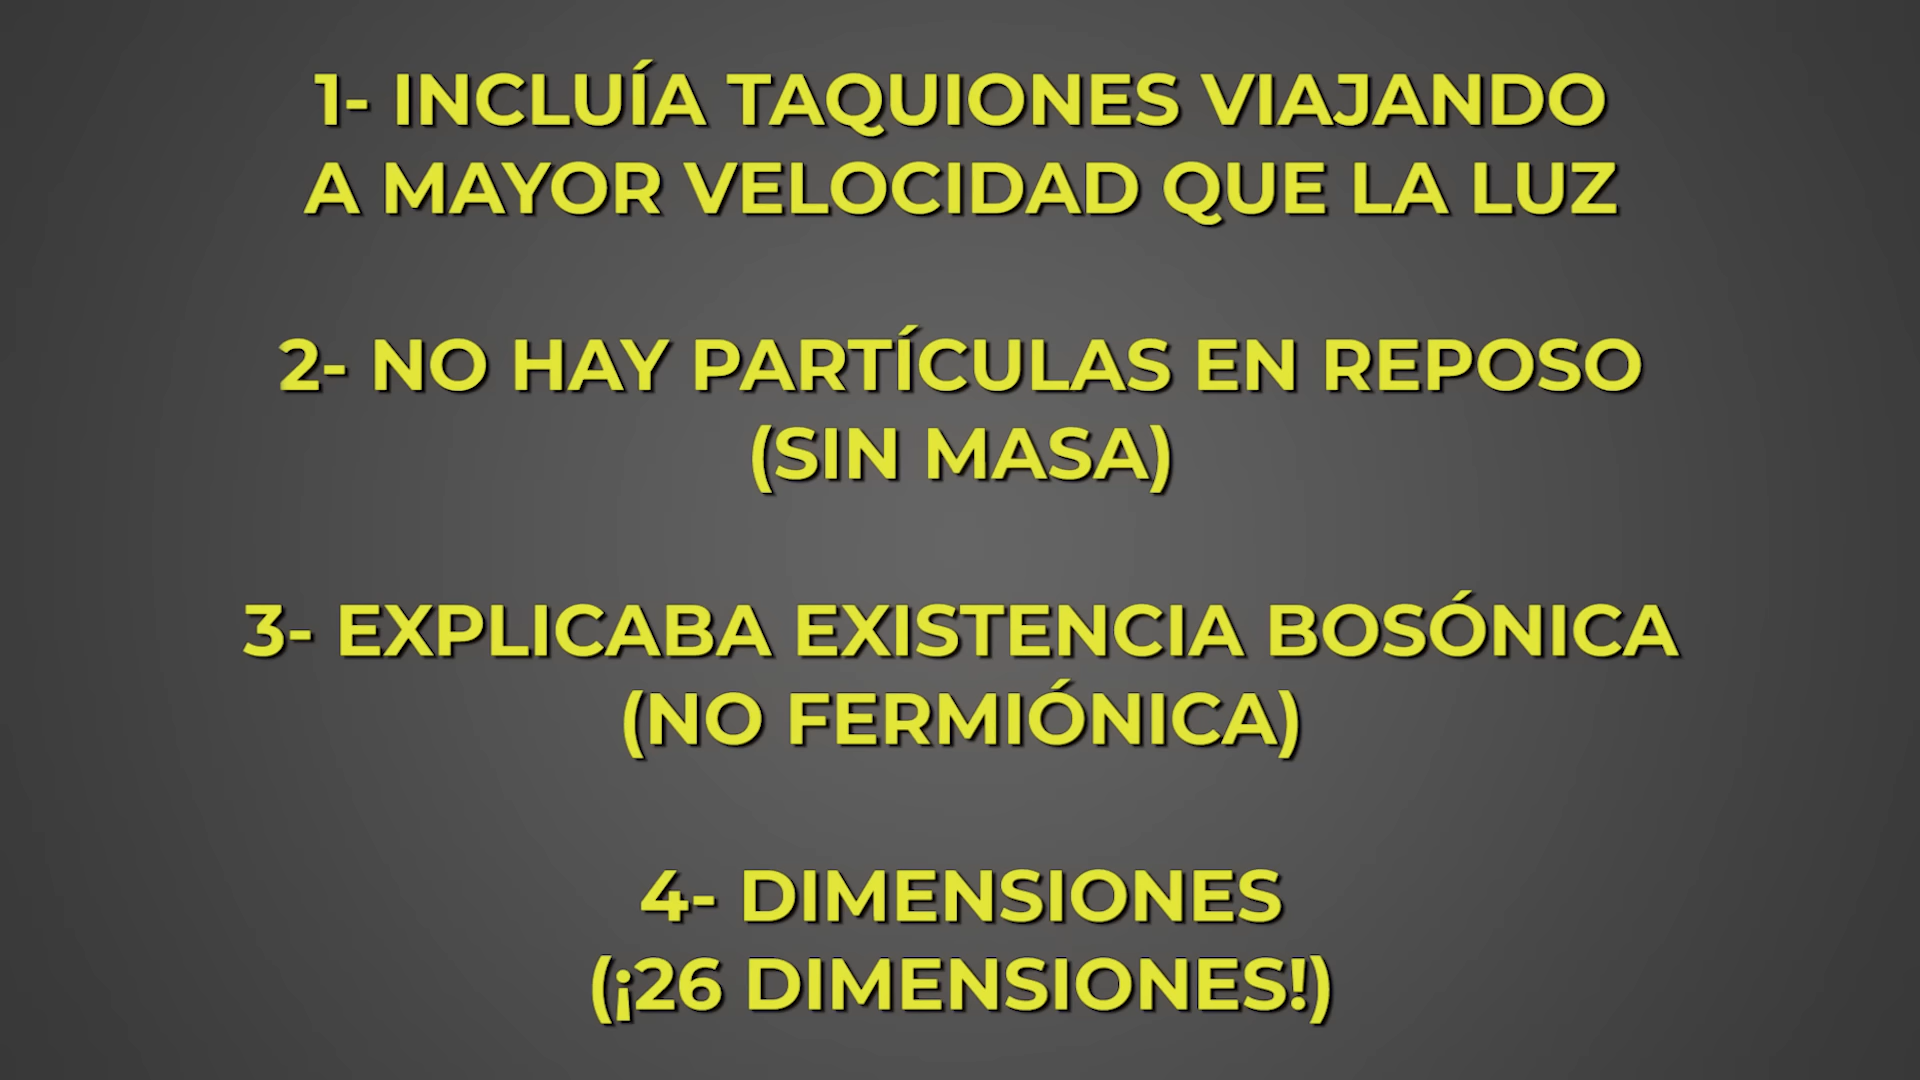 1- INCLUÍA TAQUIONES VIAJANDO
A MAYOR VELOCIDAD QUE LA LUZ
2- NO HAY PARTÍCULAS EN REPOSO
(SIN MASA)
3- EXPLICABA EXISTENCIA BOSÓNICA
(NO FERMIÓNICA)
4- DIMENSIONES
(¡26 DIMENSIONES!)